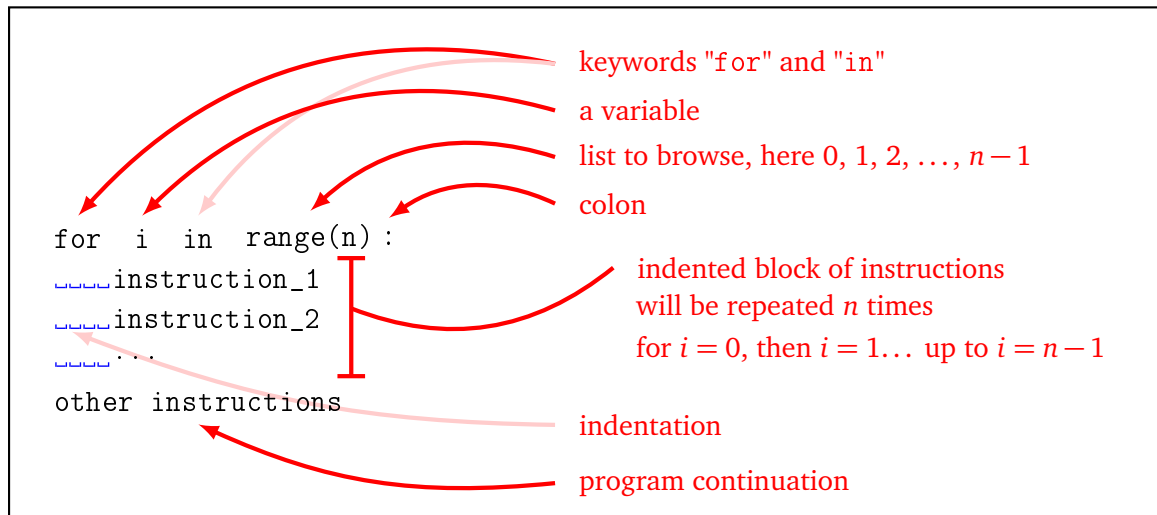 keywords "for" and "in"
a variable
list to browse, here 0, 1, 2, ..., n − 1
colon
for i in range(n) :
␣␣␣␣instruction_1
␣␣␣␣instruction_2
␣␣␣␣...
other instructions
indented block of instructions
will be repeated n times
for i = 0, then i = 1... up to i = n − 1
indentation
program continuation